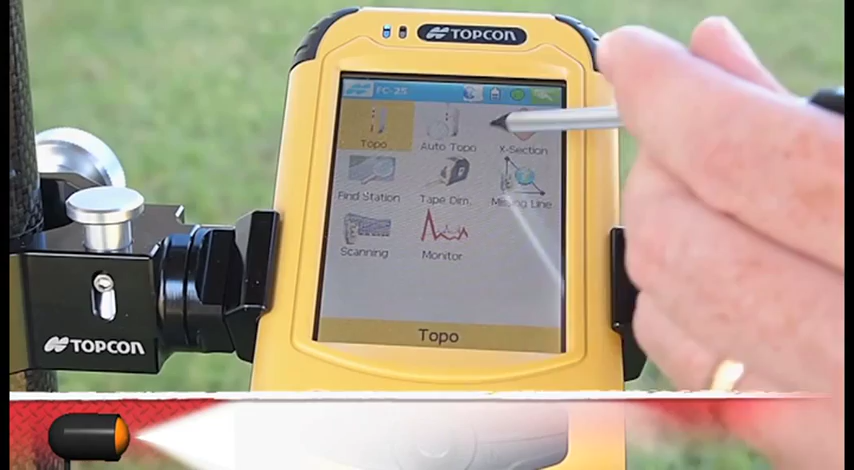 TOPCON
FC-25
Topo
Auto Topo
X-Section
Find Station
Tape Dim.
Missing Line
Scanning
Monitor
Topo
TOPCON